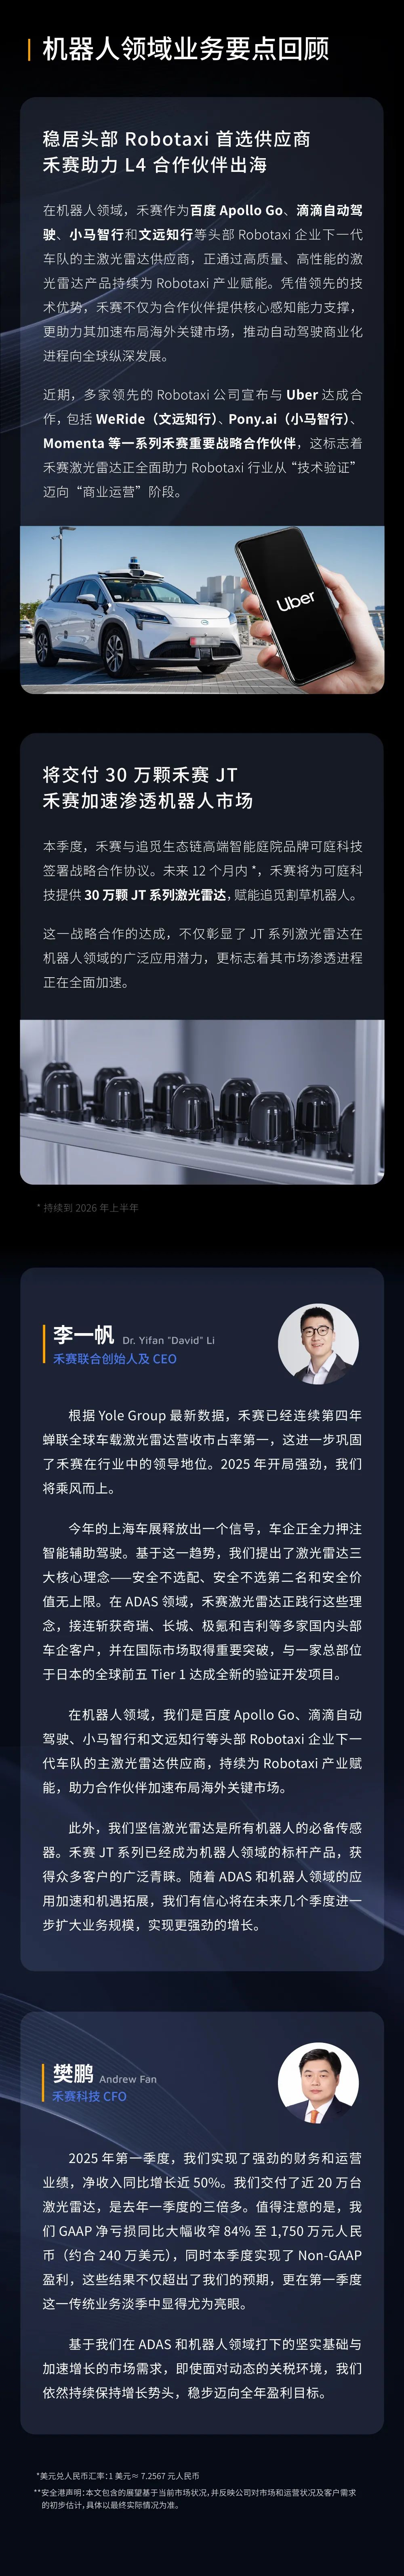 机器人领域业务要点回顾
稳居头部 Robotaxi 首选供应商
禾赛助力 L4 合作伙伴出海
在机器人领域，禾赛作为百度 Apollo Go、滴滴自动驾
驶、小马智行和文远知行等头部 Robotaxi 企业下一代
车队的主激光雷达供应商，正通过高质量、高性能的激
光雷达产品持续为 Robotaxi 产业赋能。凭借领先的技
术优势，禾赛不仅为合作伙伴提供核心感知能力支撑，
更助力其加速布局海外关键市场，推动自动驾驶商业化
进程向全球纵深发展。
近期，多家领先的 Robotaxi 公司宣布与 Uber 达成合
作，包括 WeRide（文远知行）、Pony.ai（小马智行）、
Momenta 等一系列禾赛重要战略合作伙伴，这标志着
禾赛激光雷达正全面助力 Robotaxi 行业从“技术验证”
迈向“商业运营”阶段。
Uber
将交付 30 万颗禾赛 JT
禾赛加速渗透机器人市场
本季度，禾赛与追觅生态链高端智能庭院品牌可庭科技
签署战略合作协议。未来 12 个月内 *，禾赛将为可庭科
技提供 30 万颗 JT 系列激光雷达，赋能追觅割草机器人。
这一战略合作的达成，不仅彰显了 JT 系列激光雷达在
机器人领域的广泛应用潜力，更标志着其市场渗透进程
正在全面加速。
* 持续到 2026 年上半年
李一帆 Dr. Yifan "David" Li
禾赛联合创始人及 CEO
根据 Yole Group 最新数据，禾赛已经连续第四年
蝉联全球车载激光雷达营收市占率第一，这进一步巩固
了禾赛在行业中的领导地位。2025 年开局强劲，我们
将乘风而上。
今年的上海车展释放出一个信号，车企正全力押注
智能辅助驾驶。基于这一趋势，我们提出了激光雷达三
大核心理念——安全不选配、安全不选第二名和安全价
值无上限。在 ADAS 领域，禾赛激光雷达正践行这些理
念，接连斩获奇瑞、长城、极氪和吉利等多家国内头部
车企客户，并在国际市场取得重要突破，与一家总部位
于日本的全球前五 Tier 1 达成全新的验证开发项目。
在机器人领域，我们是百度 Apollo Go、滴滴自动
驾驶、小马智行和文远知行等头部 Robotaxi 企业下一
代车队的主激光雷达供应商，持续为 Robotaxi 产业赋
能，助力合作伙伴加速布局海外关键市场。
此外，我们坚信激光雷达是所有机器人的必备传感
器。禾赛 JT 系列已经成为机器人领域的标杆产品，获
得众多客户的广泛青睐。随着 ADAS 和机器人领域的应
用加速和机遇拓展，我们有信心将在未来几个季度进一
步扩大业务规模，实现更强劲的增长。
樊鹏 Andrew Fan
禾赛科技 CFO
2025 年第一季度，我们实现了强劲的财务和运营
业绩，净收入同比增长近 50%。我们交付了近 20 万台
激光雷达，是去年一季度的三倍多。值得注意的是，我
们 GAAP 净亏损同比大幅收窄 84% 至 1,750 万元人民
币（约合 240 万美元），同时本季度实现了 Non-GAAP
盈利，这些结果不仅超出了我们的预期，更在第一季度
这一传统业务淡季中显得尤为亮眼。
基于我们在 ADAS 和机器人领域打下的坚实基础与
加速增长的市场需求，即使面对动态的关税环境，我们
依然持续保持增长势头，稳步迈向全年盈利目标。
*美元兑人民币汇率：1 美元≈ 7.2567 元人民币
**安全港声明：本文包含的展望基于当前市场状况，并反映公司对市场和运营状况及客户需求
的初步估计，具体以最终实际情况为准。